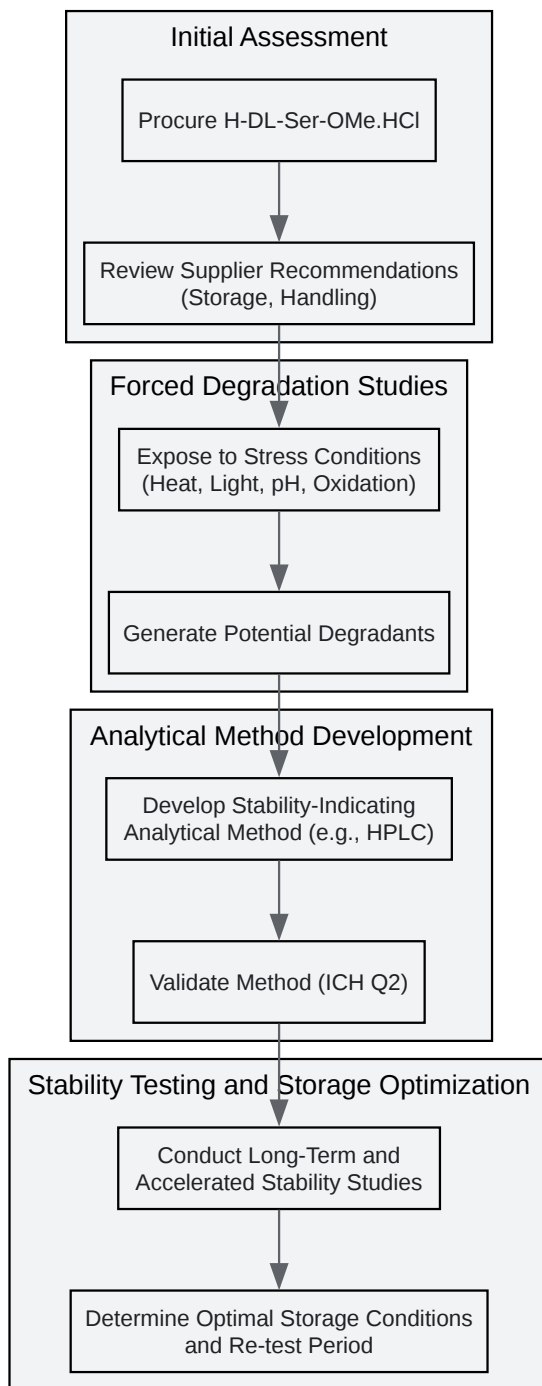 Initial Assessment
Procure H-DL-Ser-OMe.HCl
Review Supplier Recommendations
(Storage, Handling)
Forced Degradation Studies
Expose to Stress Conditions
(Heat, Light, pH, Oxidation)
Generate Potential Degradants
Analytical Method Development
Develop Stability-Indicating
Analytical Method (e.g., HPLC)
Validate Method (ICH Q2)
Stability Testing and Storage Optimization
Conduct Long-Term and
Accelerated Stability Studies
Determine Optimal Storage Conditions
and Re-test Period